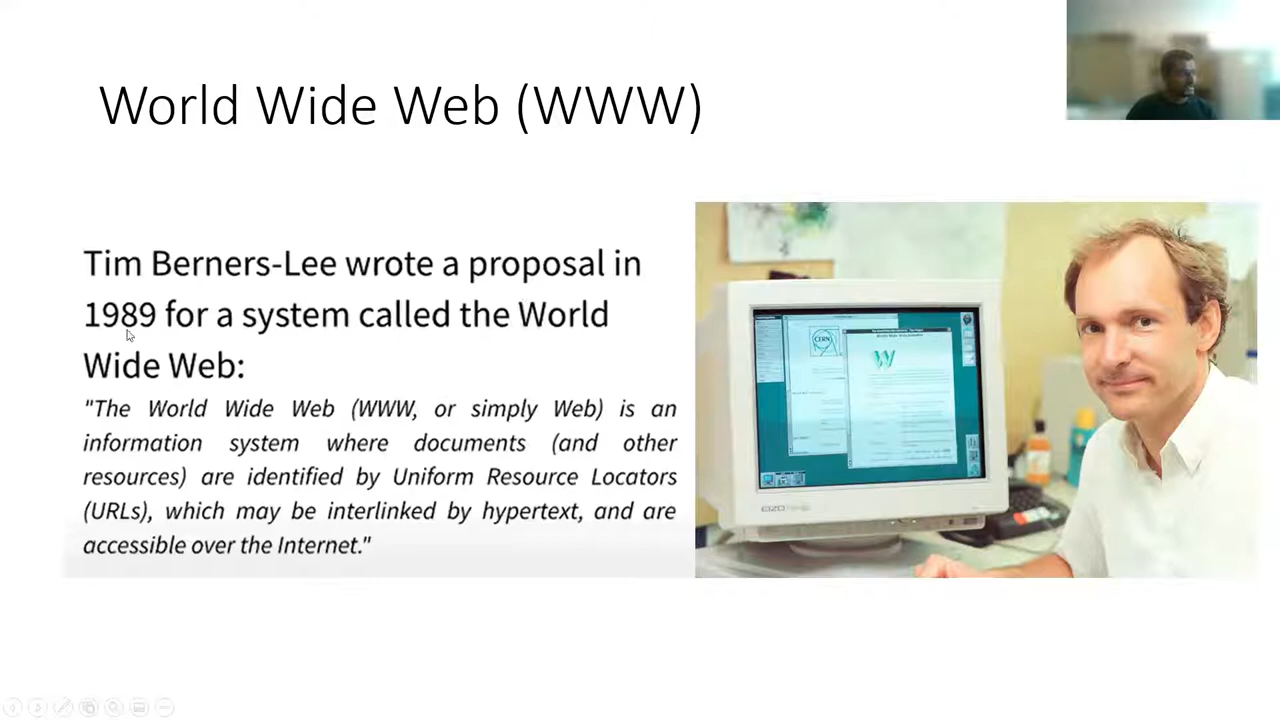 World Wide Web (WWW)
Tim Berners-Lee wrote a proposal in
1989 for a system called the World
Wide Web:
"The World Wide Web (WWW, or simply Web) is an
information system where documents (and other
resources) are identified by Uniform Resource Locators
(URLs), which may be interlinked by hypertext, and are
accessible over the Internet."
CERN
W
EIZO